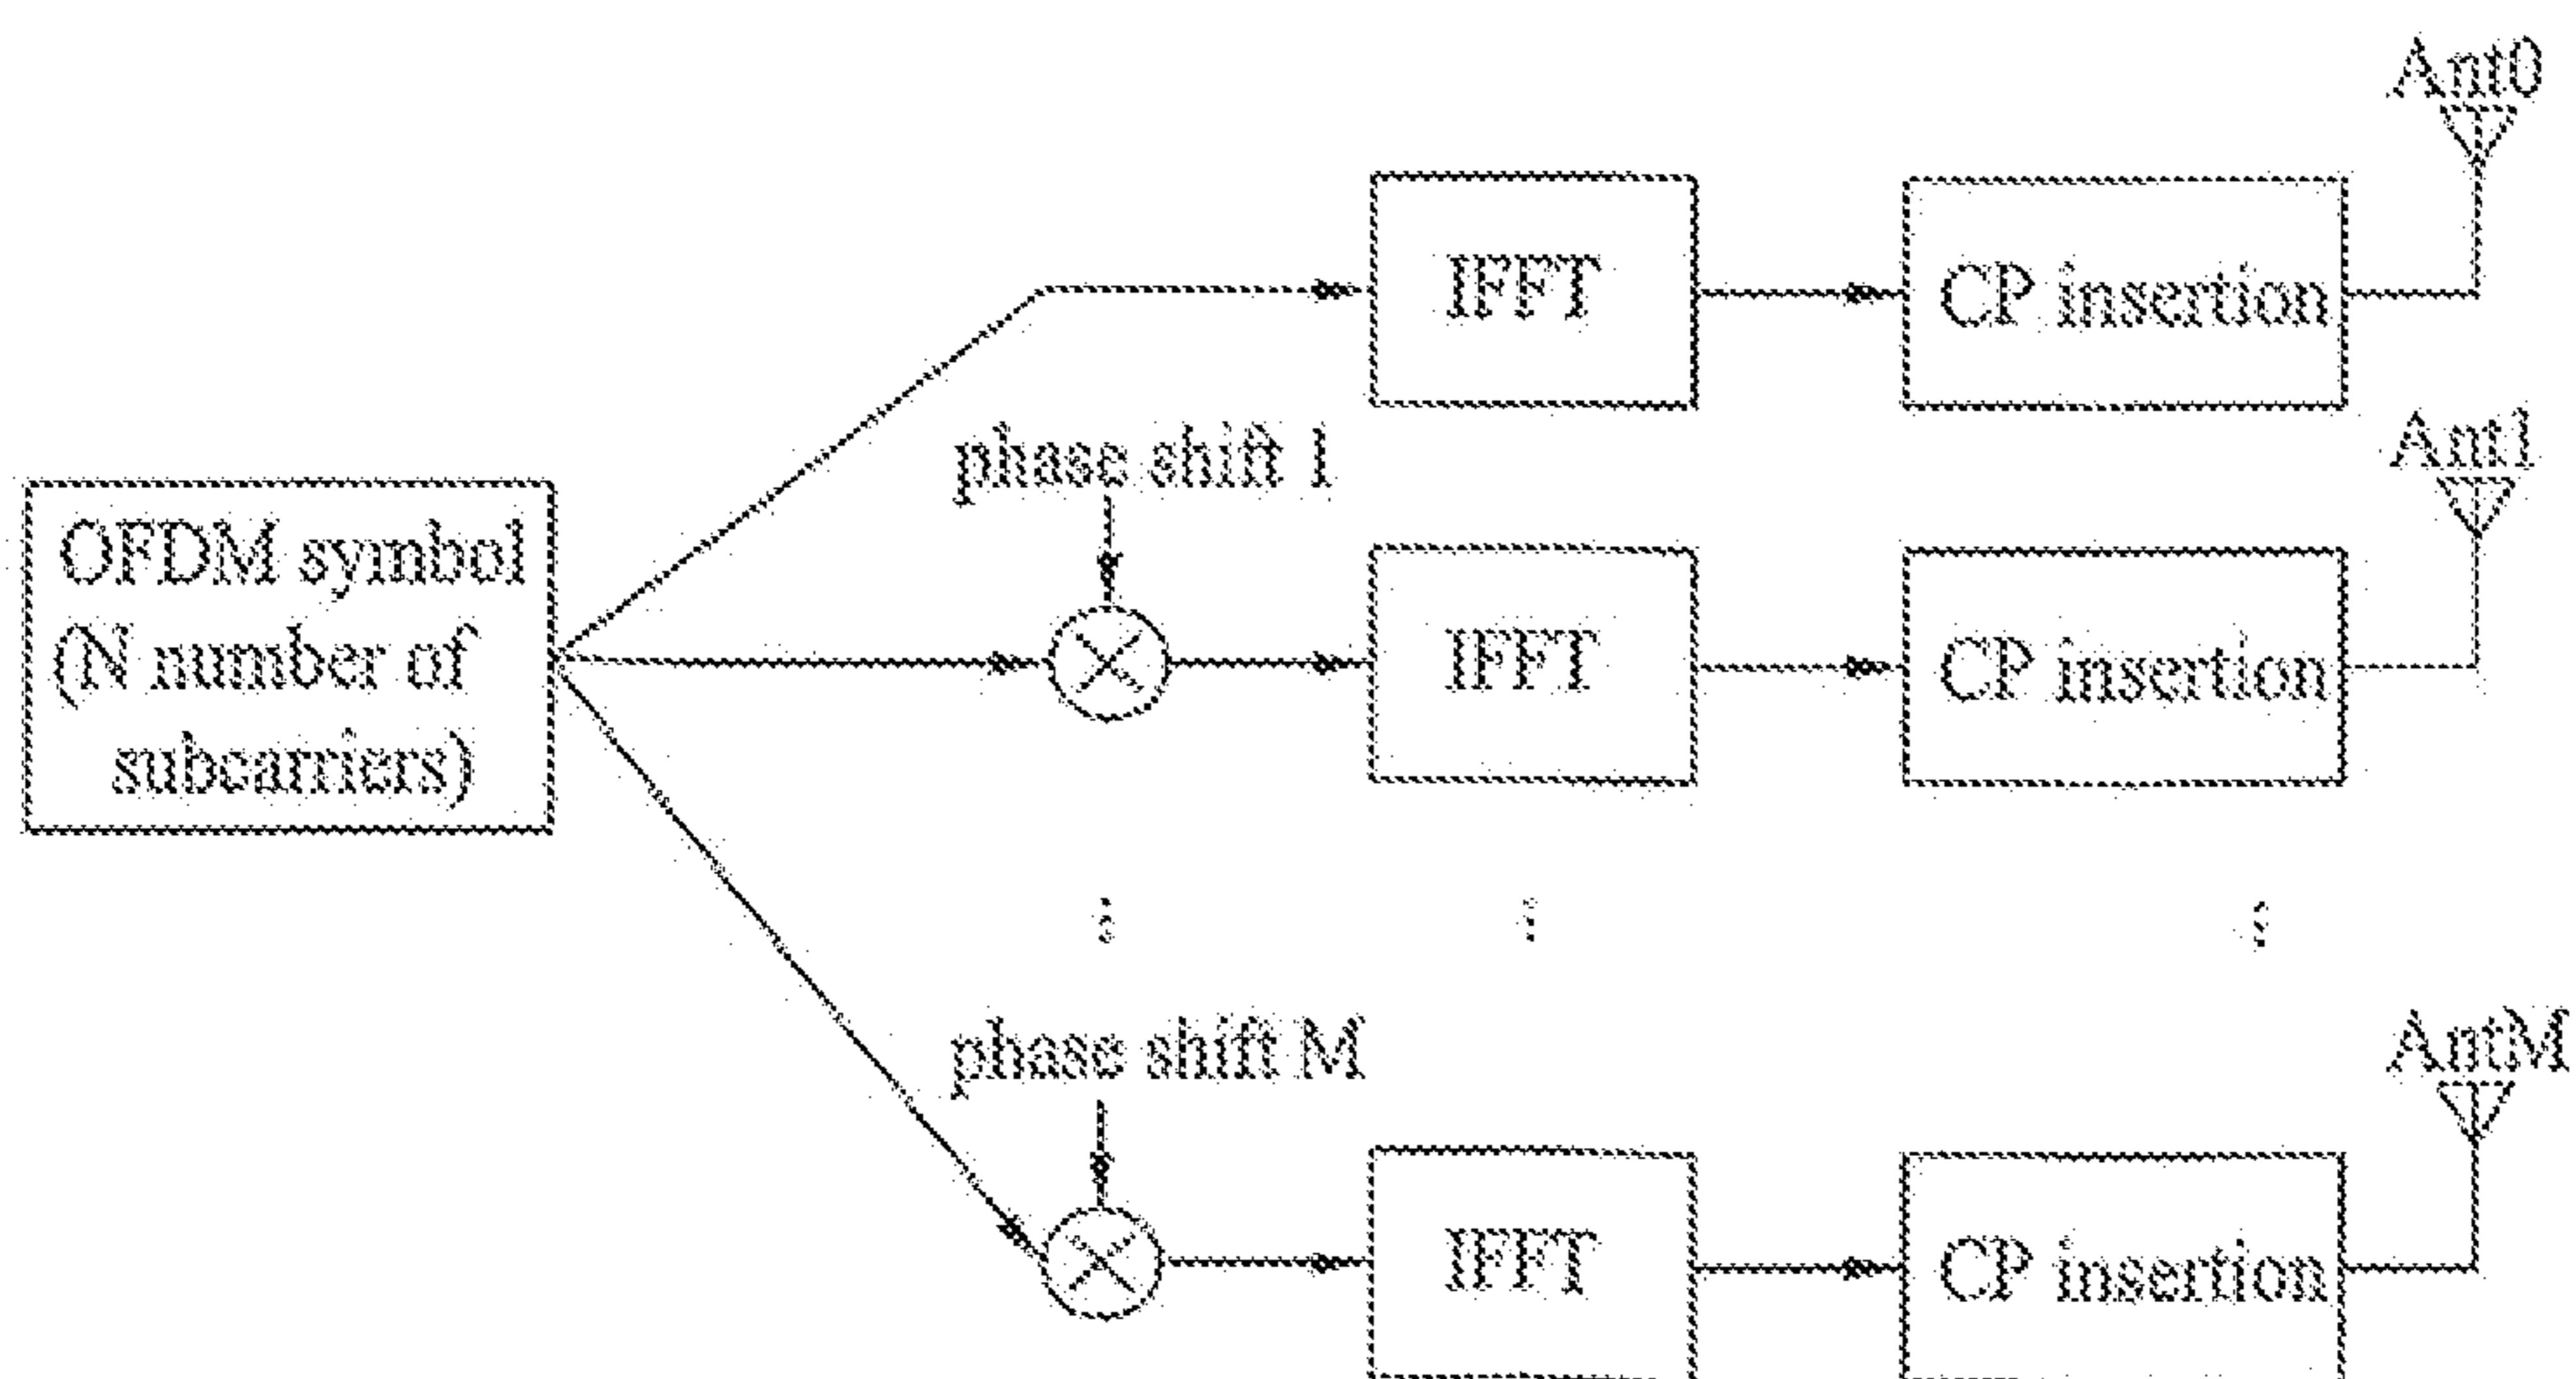 Ant0
IFFT
CP insertion
phase shift 1
Ant1
OFDM symbol
(N number of
subcarriers)
IFFT
CP insertion
phase shift M
AntM
IFFT
CP insertion